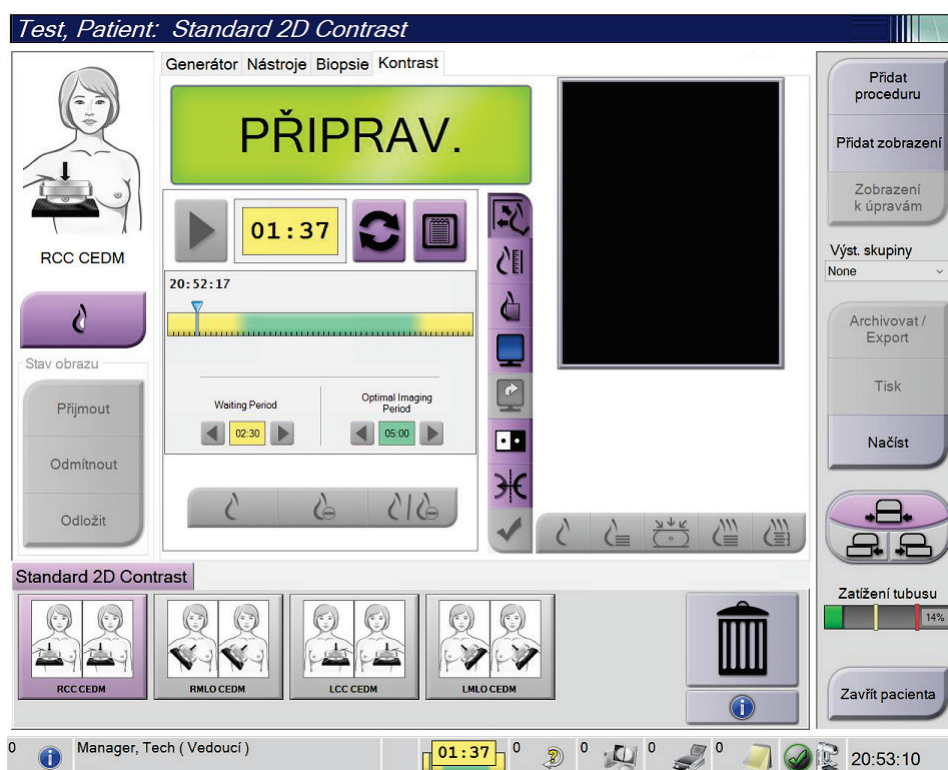 Test, Patient: Standard 2D Contrast
Generátor Nástroje Biopsie Kontrast
PŘIPRAV.
01:37
20:52:17
Waiting Period
02:30
Optimal Imaging
Period
05:00
RCC CEDM
Stav obrazu
Přijmout
Odmítnout
Odložit
Přidat
proceduru
Přidat zobrazení
Zobrazení
k úpravám
Výst. skupiny
None
Archivovat /
Export
Tisk
Načíst
Zatížení tubusu
14%
Zavřít pacienta
Standard 2D Contrast
RCC CEDM
RMLO CEDM
LCC CEDM
LMLO CEDM
0
Manager, Tech ( Vedoucí )
01:37
0
0
0
0
20:53:10